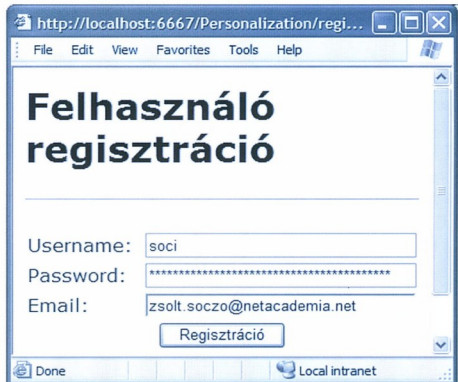 http://localhost:6667/Personalization/regi...
File Edit View Favorites Tools Help
Felhasználó
regisztráció
Username: soci
Password: *****************************************
Email: zsolt.soczo@netacademia.net
Regisztráció
Done Local intranet